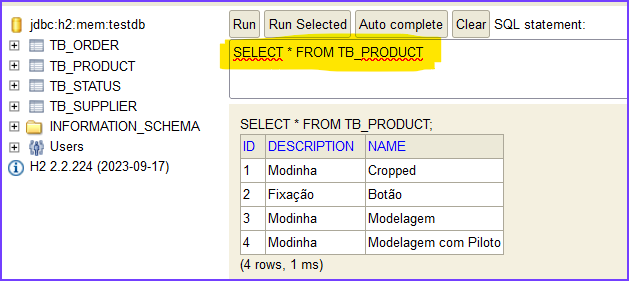 jdbc:h2:mem:testdb
TB_ORDER
TB_PRODUCT
TB_STATUS
TB_SUPPLIER
INFORMATION_SCHEMA
Users
H2 2.2.224 (2023-09-17)
Run Run Selected Auto complete Clear SQL statement:
SELECT * FROM TB_PRODUCT
SELECT * FROM TB_PRODUCT;
ID DESCRIPTION NAME
1 Modinha Cropped
2 Fixação Botão
3 Modinha Modelagem
4 Modinha Modelagem com Piloto
(4 rows, 1 ms)